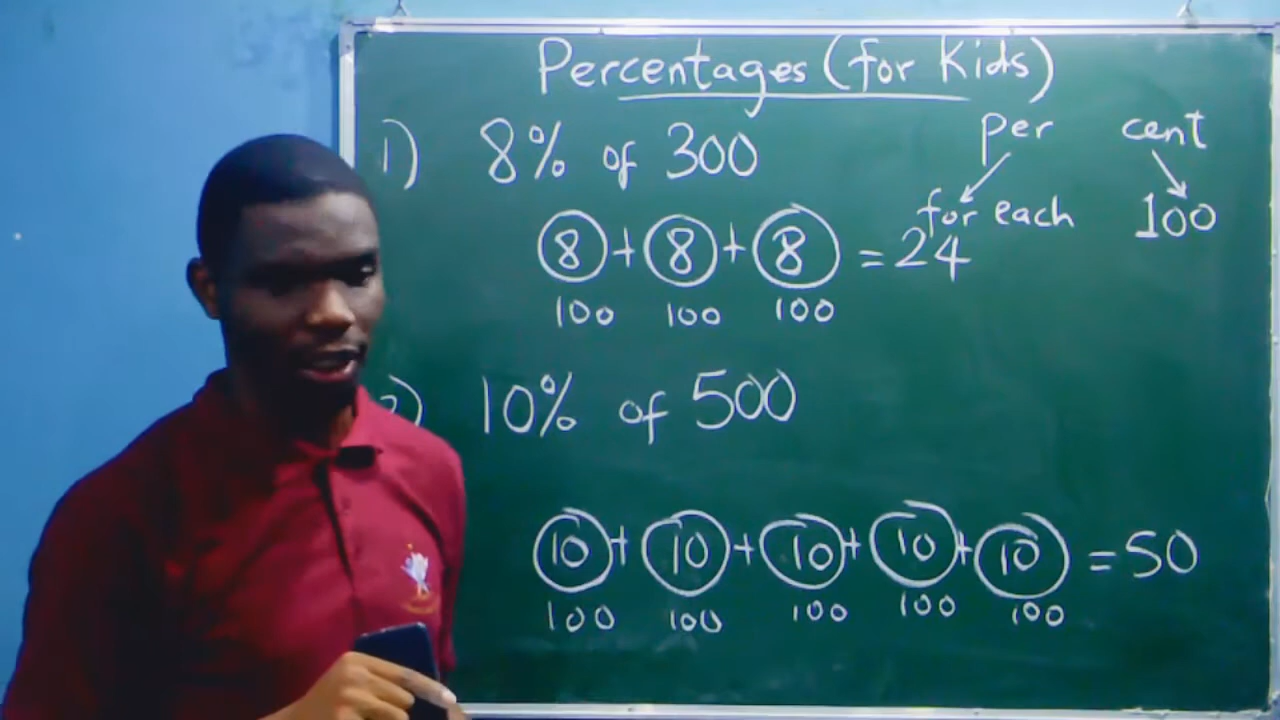 Percentages (for Kids)
per cent
1) 8% of 300
for each 100
8 + 8 + 8 = 24
100 100 100
2) 10% of 500
10 + 10 + 10 + 10 + 10 = 50
100 100 100 100 100